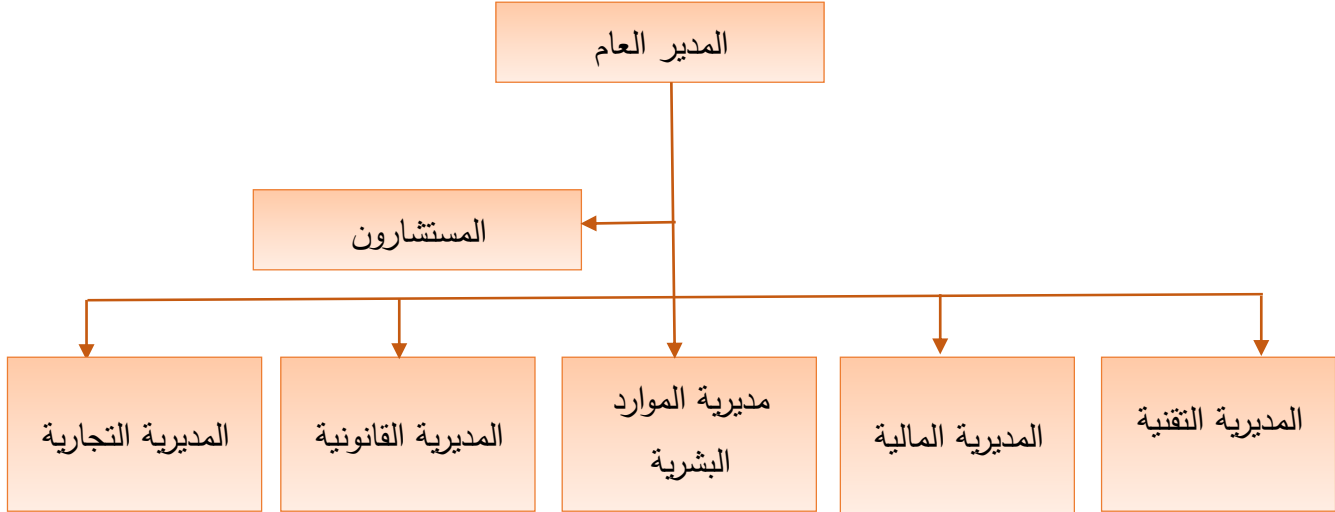 المدير العام
المستشارون
المديرية التقنية
المديرية المالية
مديرية الموارد
البشرية
المديرية القانونية
المديرية التجارية